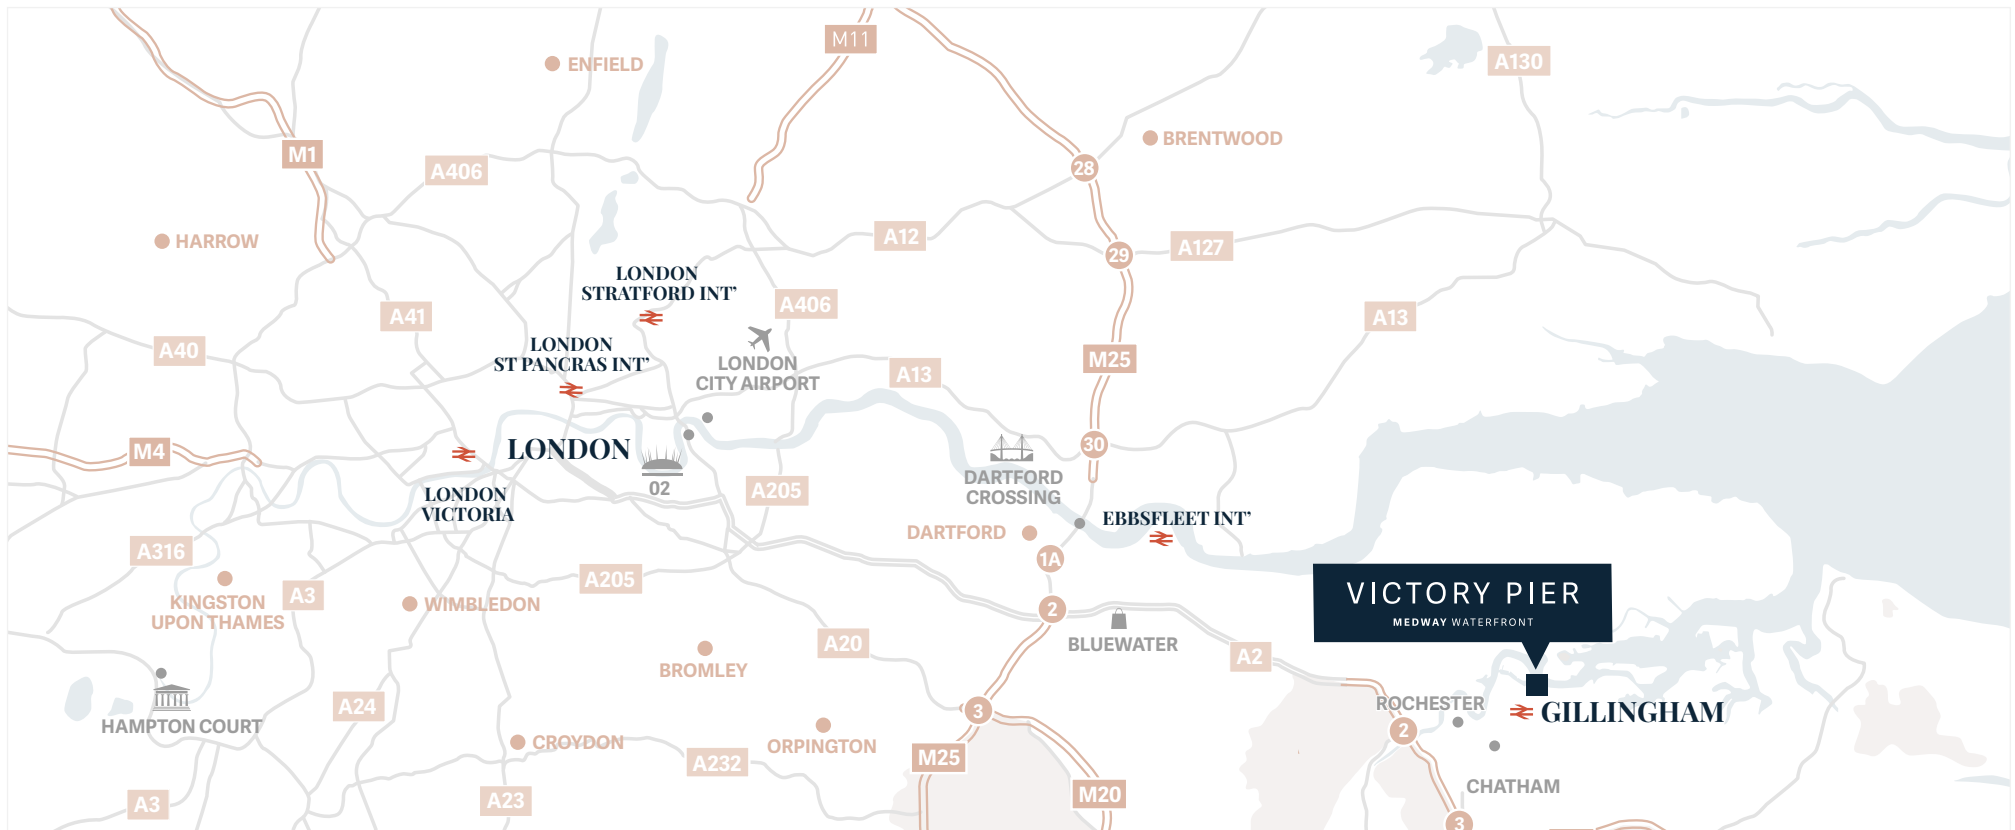 M11
ENFIELD
A130
BRENTWOOD
M1
A406
28
HARROW
A12
A127
29
LONDON
STRATFORD INT'
A406
A41
A13
LONDON
ST PANCRAS INT'
A40
LONDON
CITY AIRPORT
M25
A13
M4
LONDON
30
02
DARTFORD
CROSSING
A205
LONDON
VICTORIA
EBBSFLEET INT'
DARTFORD
A316
1A
A205
KINGSTON
UPON THAMES
A3
WIMBLEDON
2
VICTORY PIER
MEDWAY WATERFRONT
A20
BLUEWATER
A2
BROMLEY
HAMPTON COURT
A24
3
ROCHESTER
GILLINGHAM
2
CROYDON
ORPINGTON
A232
M25
CHATHAM
M20
A3
A23
3